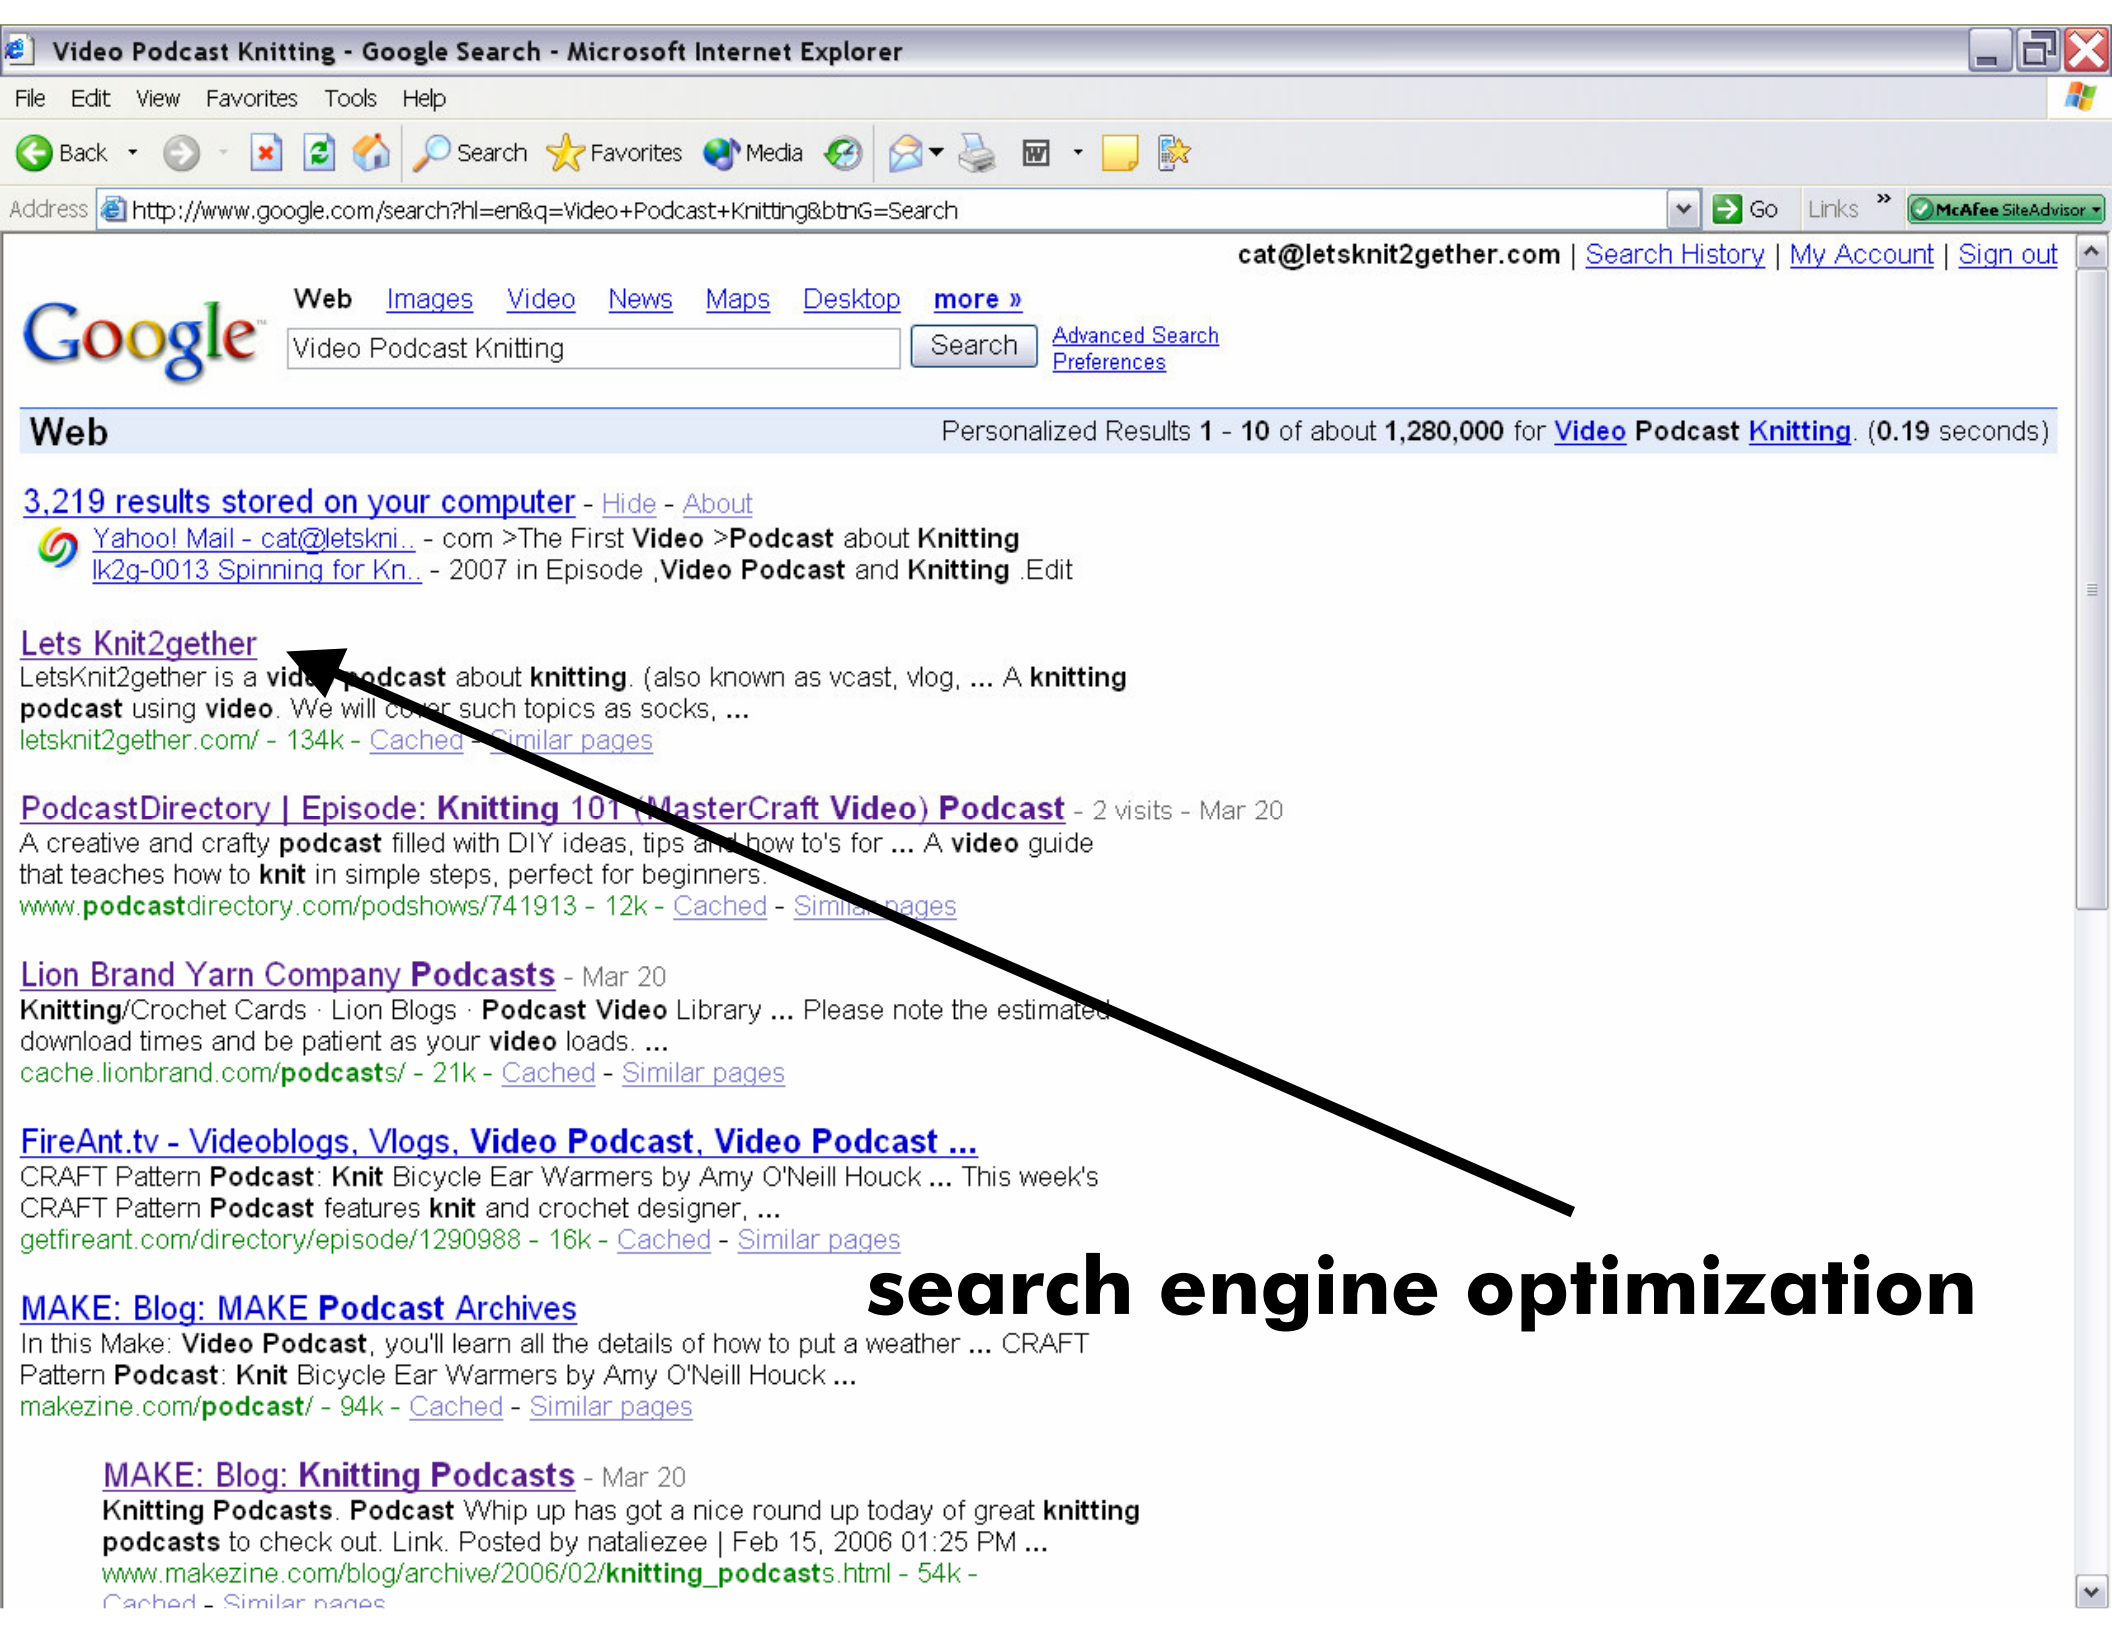 Video Podcast Knitting - Google Search - Microsoft Internet Explorer
File Edit View Favorites Tools Help
Back Search Favorites Media
Address http://www.google.com/search?hl=en&q=Video+Podcast+Knitting&btnG=Search Go Links » McAfee SiteAdvisor
cat@letsknit2gether.com | Search History | My Account | Sign out
Google™
Web Images Video News Maps Desktop more »
Video Podcast Knitting Search Advanced Search
Preferences
Web Personalized Results 1 - 10 of about 1,280,000 for Video Podcast Knitting. (0.19 seconds)
3,219 results stored on your computer - Hide - About
Yahoo! Mail - cat@letskni.. - com >The First Video >Podcast about Knitting
lk2g-0013 Spinning for Kn.. - 2007 in Episode ,Video Podcast and Knitting .Edit
Lets Knit2gether
LetsKnit2gether is a video podcast about knitting. (also known as vcast, vlog, ... A knitting
podcast using video. We will cover such topics as socks, ...
letsknit2gether.com/ - 134k - Cached - Similar pages
PodcastDirectory | Episode: Knitting 101 (MasterCraft Video) Podcast - 2 visits - Mar 20
A creative and crafty podcast filled with DIY ideas, tips and how to's for ... A video guide
that teaches how to knit in simple steps, perfect for beginners.
www.podcastdirectory.com/podshows/741913 - 12k - Cached - Similar pages
Lion Brand Yarn Company Podcasts - Mar 20
Knitting/Crochet Cards · Lion Blogs · Podcast Video Library ... Please note the estimated
download times and be patient as your video loads. ...
cache.lionbrand.com/podcasts/ - 21k - Cached - Similar pages
FireAnt.tv - Videoblogs, Vlogs, Video Podcast, Video Podcast ...
CRAFT Pattern Podcast: Knit Bicycle Ear Warmers by Amy O'Neill Houck ... This week's
CRAFT Pattern Podcast features knit and crochet designer, ...
getfireant.com/directory/episode/1290988 - 16k - Cached - Similar pages
search engine optimization
MAKE: Blog: MAKE Podcast Archives
In this Make: Video Podcast, you'll learn all the details of how to put a weather ... CRAFT
Pattern Podcast: Knit Bicycle Ear Warmers by Amy O'Neill Houck ...
makezine.com/podcast/ - 94k - Cached - Similar pages
MAKE: Blog: Knitting Podcasts - Mar 20
Knitting Podcasts. Podcast Whip up has got a nice round up today of great knitting
podcasts to check out. Link. Posted by nataliezee | Feb 15, 2006 01:25 PM ...
www.makezine.com/blog/archive/2006/02/knitting_podcasts.html - 54k -
Cached - Similar pages